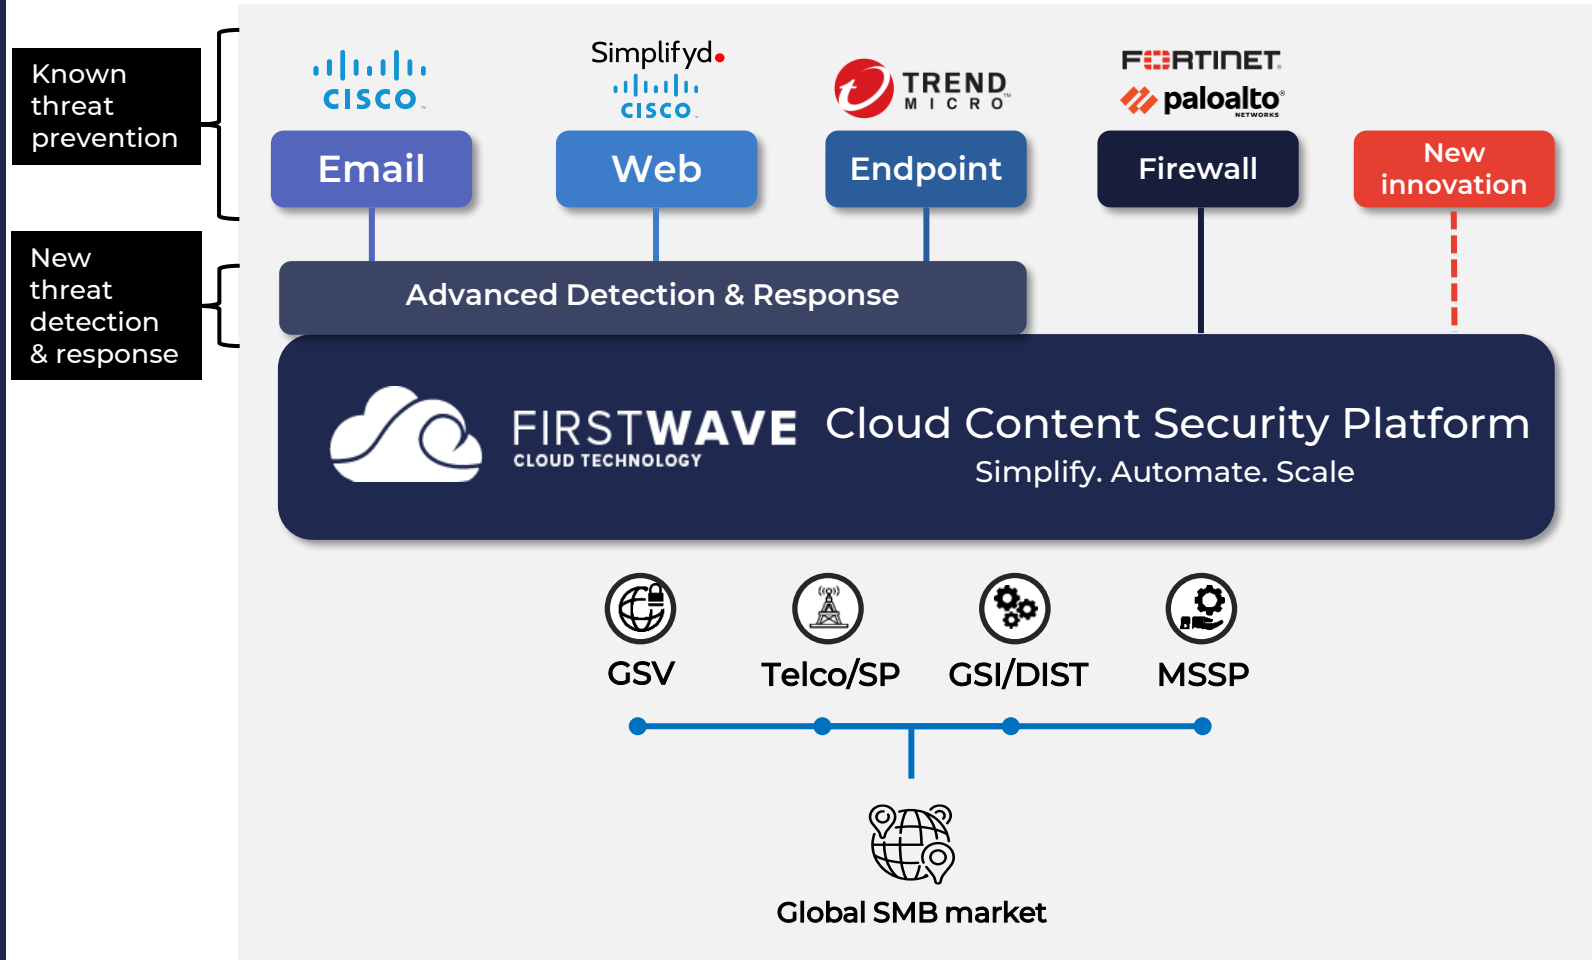 Known
threat
prevention
CISCO
Simplifyd
CISCO
TREND
MICRO
FORTINET
paloalto
NETWORKS
Email
Web
Endpoint
Firewall
New
innovation
New
threat
detection
& response
Advanced Detection & Response
FIRSTWAVE
CLOUD TECHNOLOGY
Cloud Content Security Platform
Simplify. Automate. Scale
GSV
Telco/SP
GSI/DIST
MSSP
Global SMB market